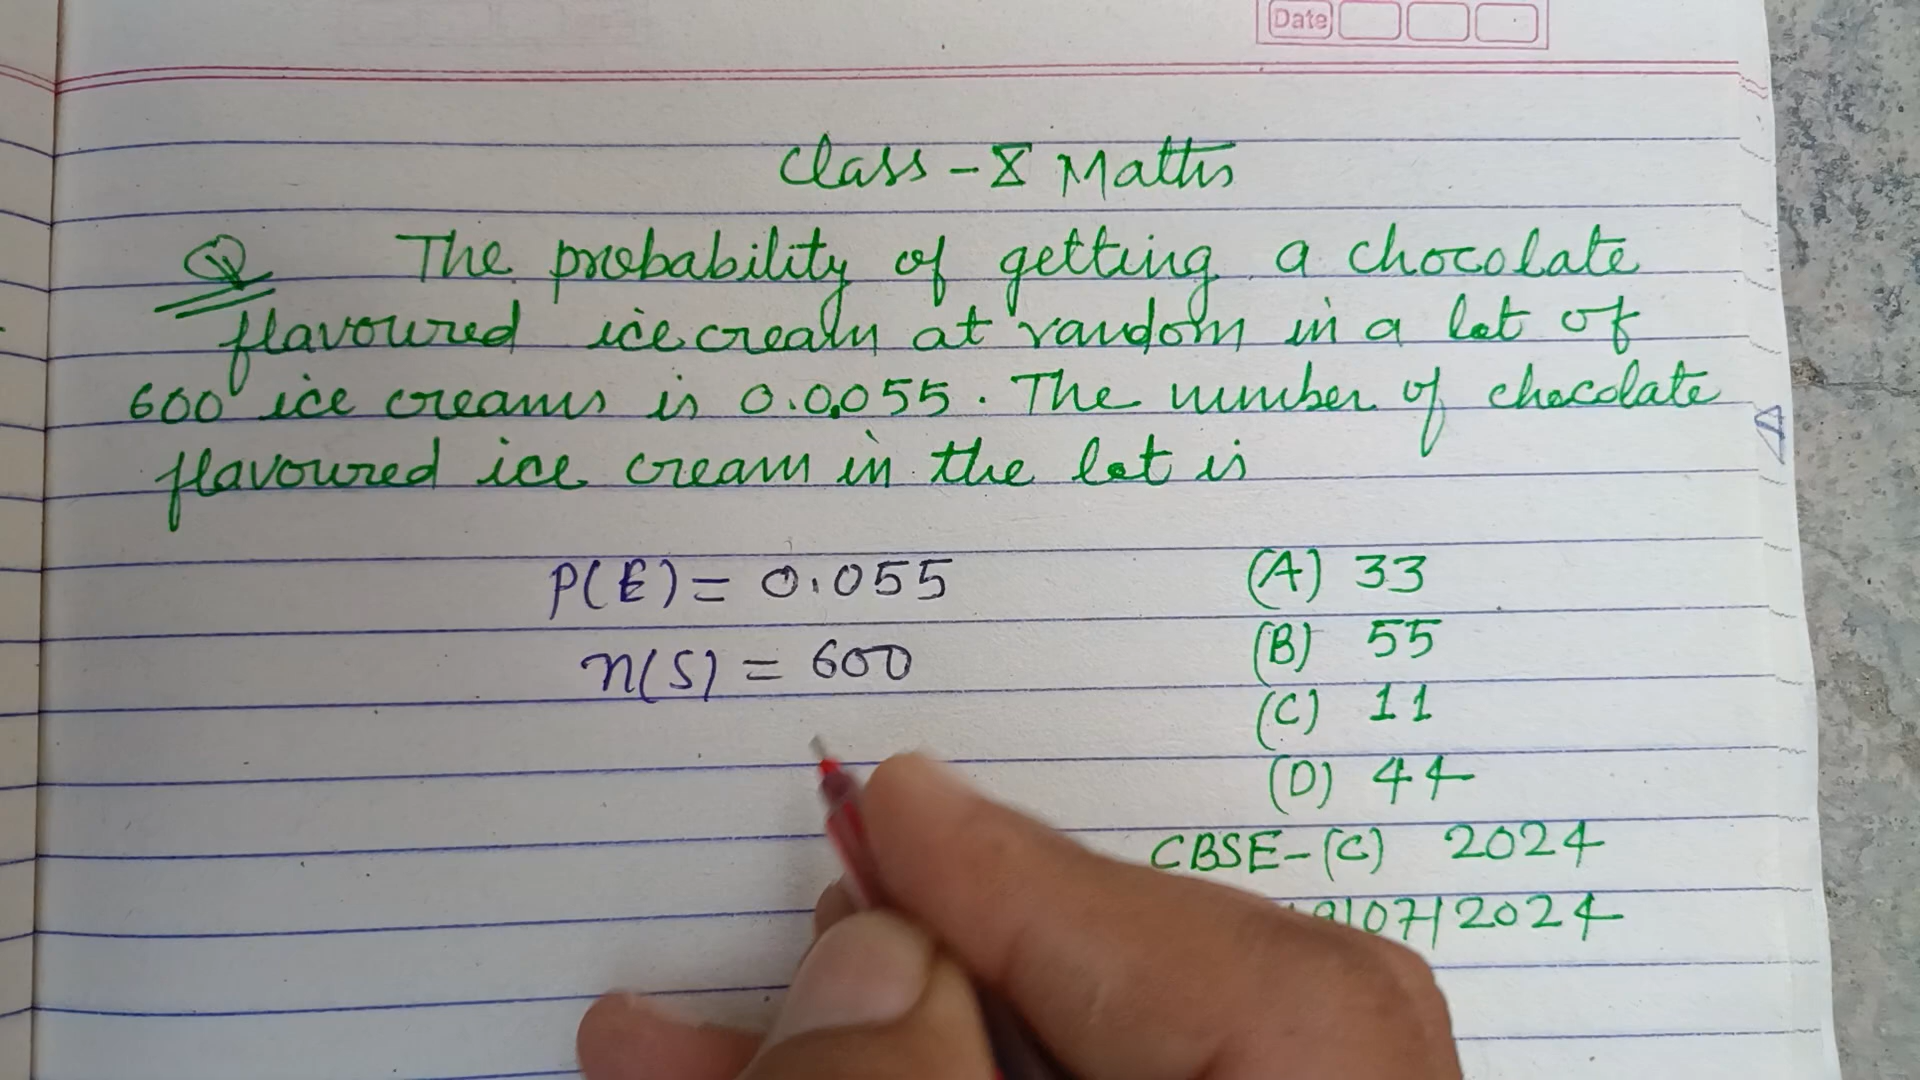 Date
Class - X Maths
Q The probability of getting a chocolate
flavoured ice cream at random in a lot of
600 ice creams is 0.0055. The number of chocolate
flavoured ice cream in the lot is
P(E) = 0.055
(A) 33
n(S) = 600
(B) 55
(C) 11
(D) 44
CBSE-(C) 2024
9/07/2024